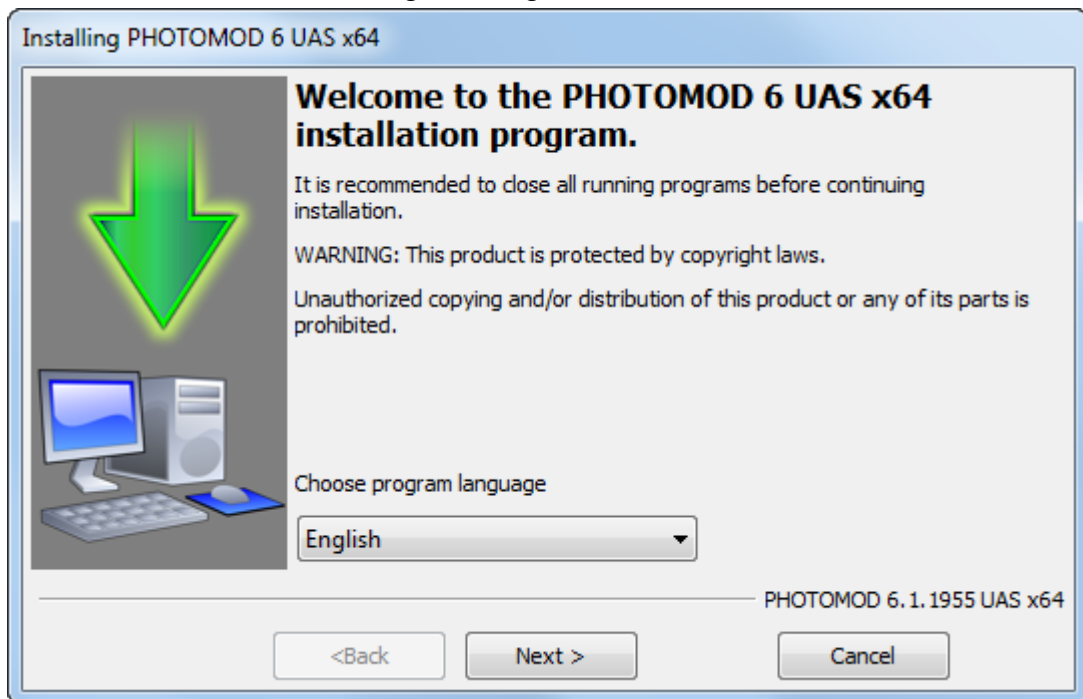 Installing PHOTOMOD 6 UAS x64
Welcome to the PHOTOMOD 6 UAS x64
installation program.
It is recommended to close all running programs before continuing
installation.
WARNING: This product is protected by copyright laws.
Unauthorized copying and/or distribution of this product or any of its parts is
prohibited.
Choose program language
English
PHOTOMOD 6.1.1955 UAS x64
<Back
Next >
Cancel